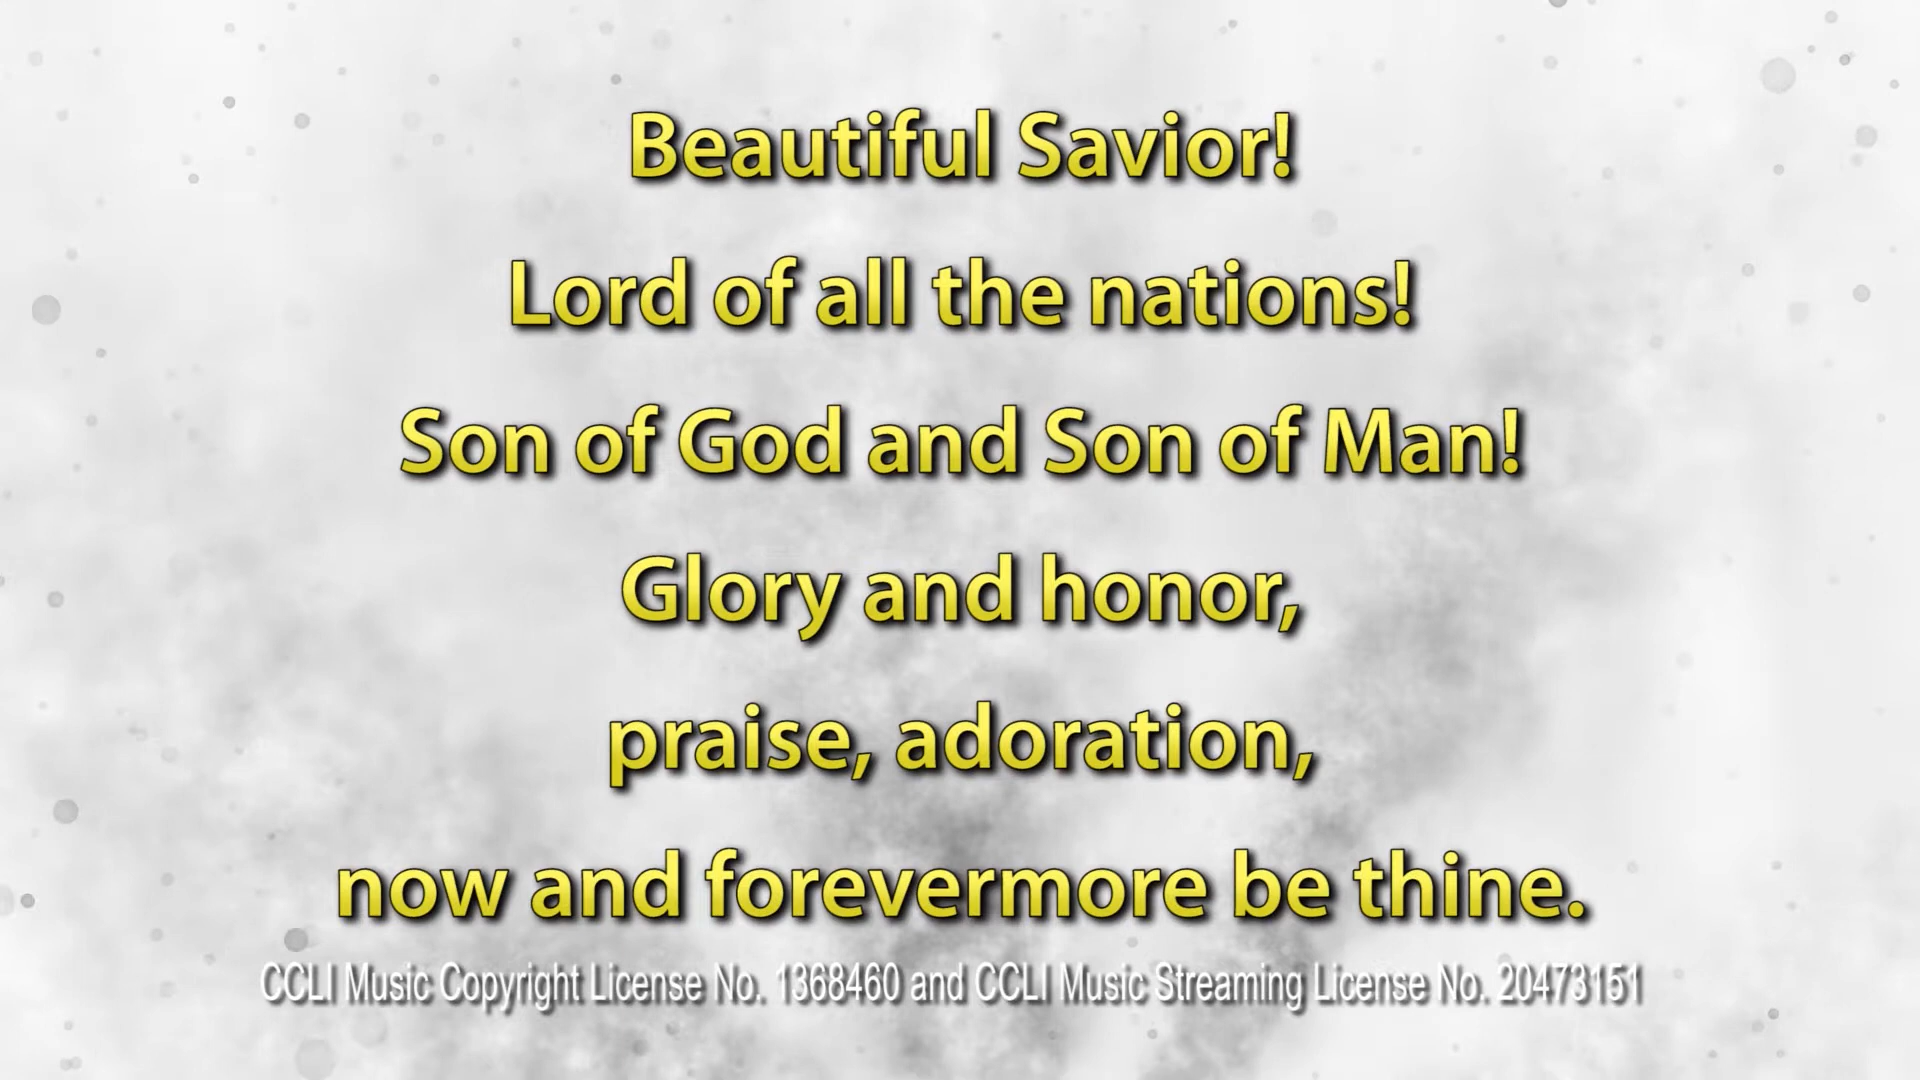 Beautiful Savior!
Lord of all the nations!
Son of God and Son of Man!
Glory and honor,
praise, adoration,
now and forevermore be thine.
CCLI Music Copyright License No. 1368460 and CCLI Music Streaming License No. 20473151